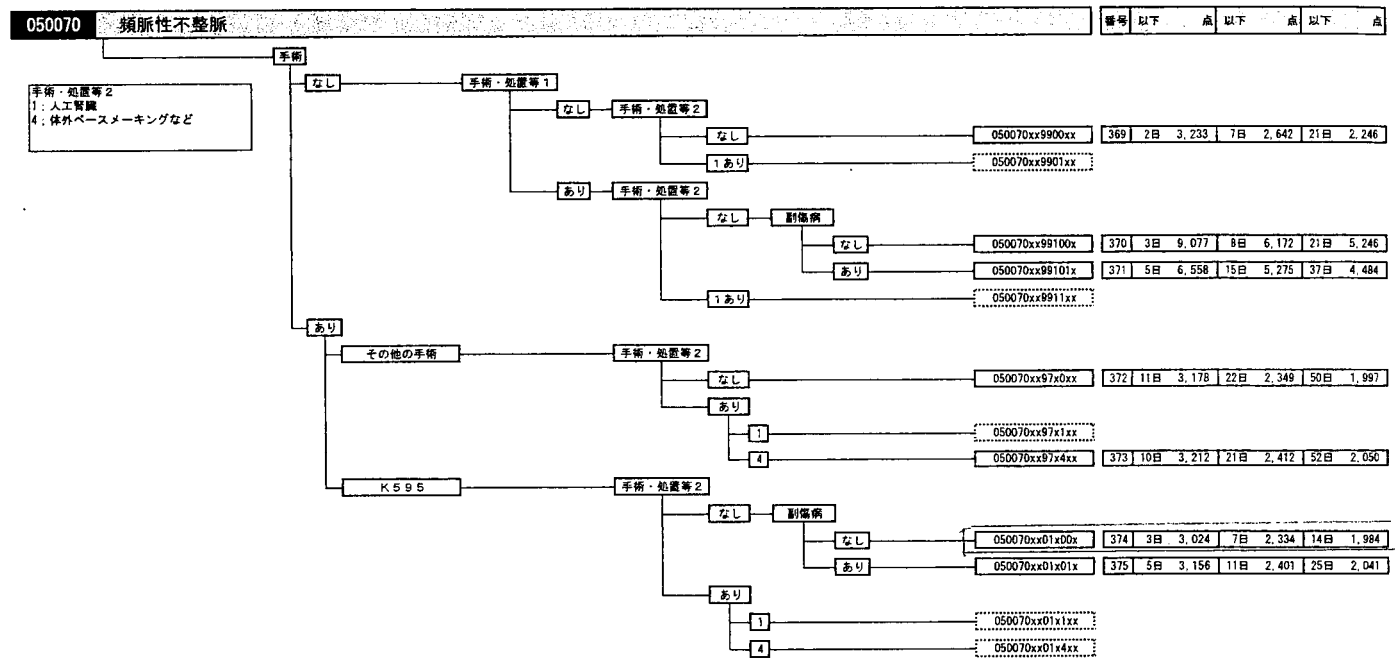 050070 頻脈性不整脈 番号 以下 点 以下 点 以下 点
手術
手術・処置等2
1:人工腎臓
4:体外ペースメーキングなど
なし 手術・処置等1
なし 手術・処置等2
なし 050070xx9900xx 369 2日 3,233 7日 2,642 21日 2,246
1あり 050070xx9901xx
あり 手術・処置等2
なし 副傷病
なし 050070xx99100x 370 3日 9,077 8日 6,172 21日 5,246
あり 050070xx99101x 371 5日 6,558 15日 5,275 37日 4,484
1あり 050070xx9911xx
あり
その他の手術 手術・処置等2
なし 050070xx97x0xx 372 11日 3,178 22日 2,349 50日 1,997
あり
1 050070xx97x1xx
4 050070xx97x4xx 373 10日 3,212 21日 2,412 52日 2,050
K595 手術・処置等2
なし 副傷病
なし 050070xx01x00x 374 3日 3,024 7日 2,334 14日 1,984
あり 050070xx01x01x 375 5日 3,156 11日 2,401 25日 2,041
あり
1 050070xx01x1xx
4 050070xx01x4xx